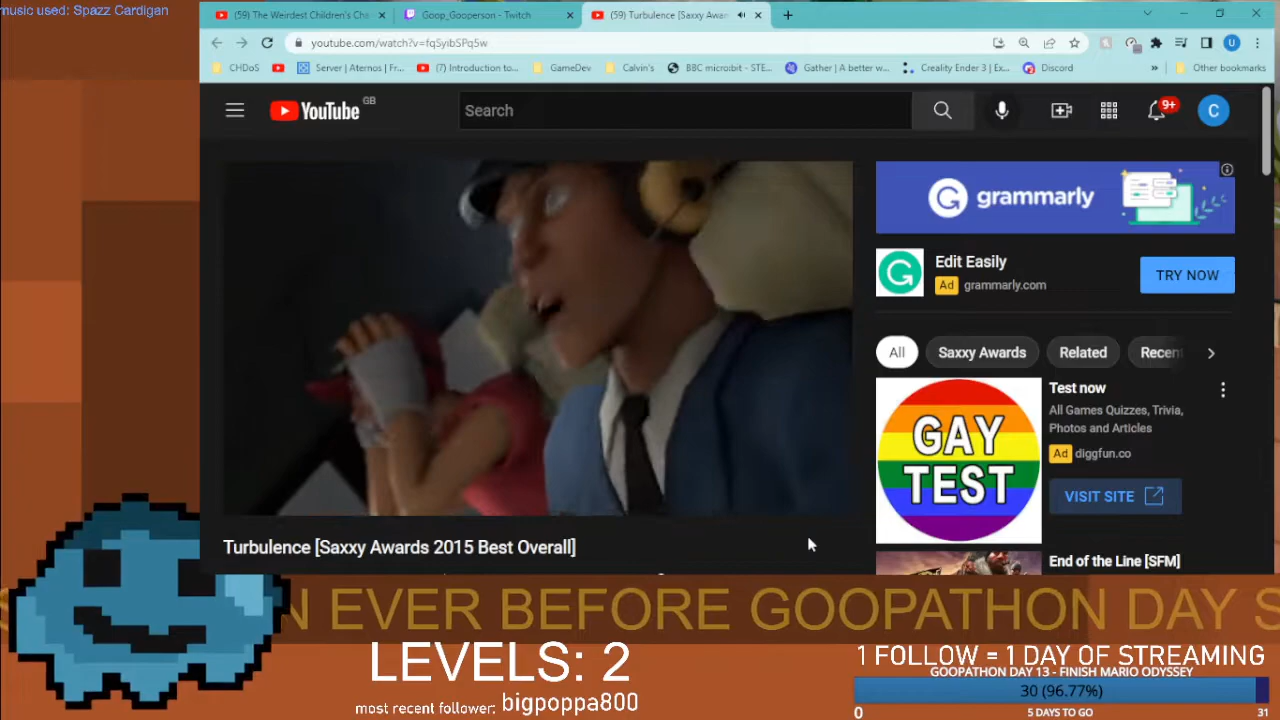 music used: Spazz Cardigan
(59) The Weirdest Children's Cha
Goop_Gooperson - Twitch
(59) Turbulence [Saxxy Awar
youtube.com/watch?v=fqSyibSPq5w
CHDoS
Server | Aternos | Fr...
(7) Introduction to...
GameDev
Calvin's
BBC micro:bit - STE...
Gather | A better w...
Creality Ender 3 | Ex...
Discord
»
Other bookmarks
YouTube GB
Search
9+
C
grammarly
Edit Easily
Ad grammarly.com
TRY NOW
All
Saxxy Awards
Related
Recen
GAY
TEST
Test now
All Games Quizzes, Trivia,
Photos and Articles
Ad diggfun.co
VISIT SITE
Turbulence [Saxxy Awards 2015 Best Overall]
End of the Line [SFM]
N EVER BEFORE GOOPATHON DAY S
LEVELS: 2
most recent follower: bigpoppa800
1 FOLLOW = 1 DAY OF STREAMING
GOOPATHON DAY 13 - FINISH MARIO ODYSSEY
30 (96.77%)
0
5 DAYS TO GO
31